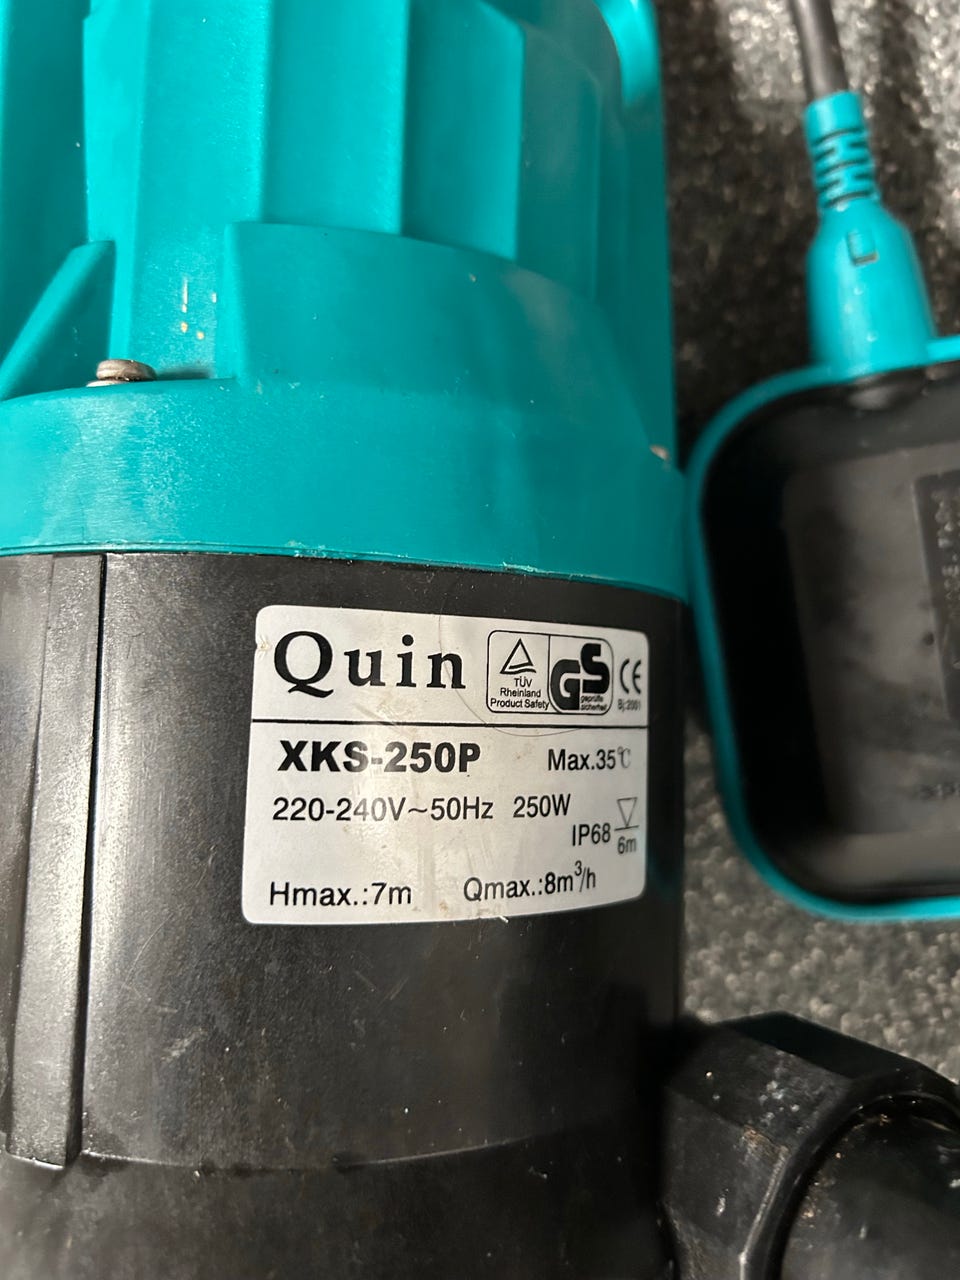 Quin
TÜV
Rheinland
Product Safety
GS
geprüfte
sicherheit
CE
Bj:2001
XKS-250P Max.35℃
220-240V~50Hz 250W
IP68
6m
Hmax.:7m Qmax.:8m³/h